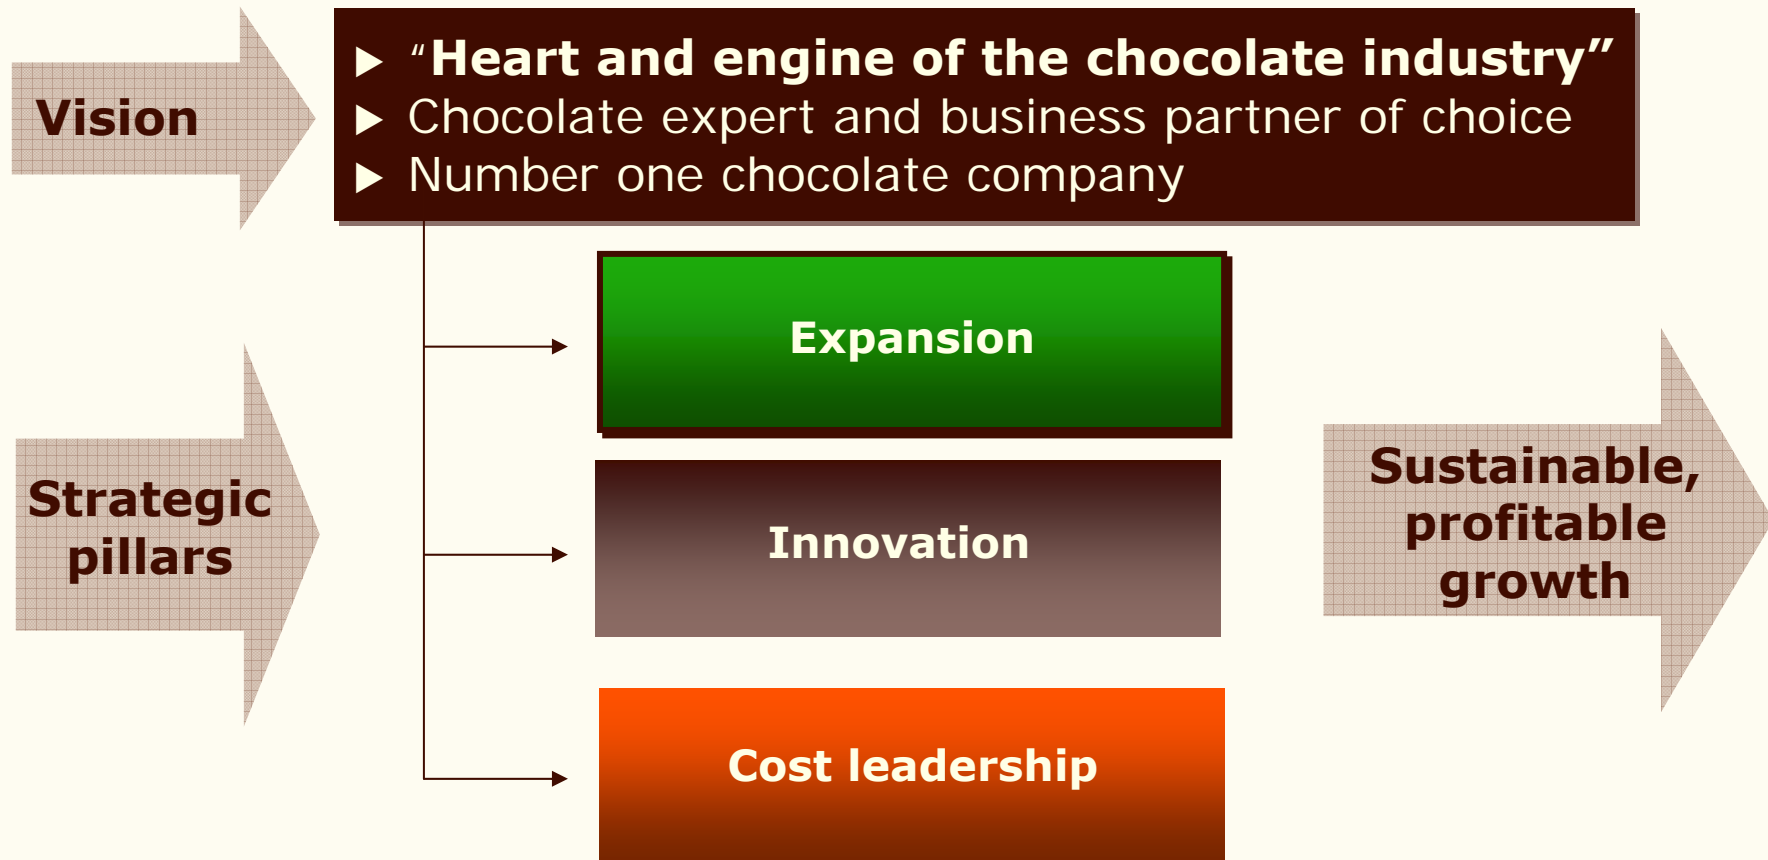 Vision
► “Heart and engine of the chocolate industry”
► Chocolate expert and business partner of choice
► Number one chocolate company
Strategic
pillars
Expansion
Innovation
Cost leadership
Sustainable,
profitable
growth